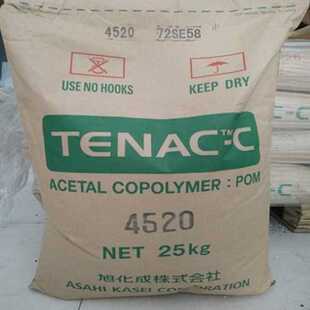 4520 72SE58
USE NO HOOKS KEEP DRY
TENAC™-C
ACETAL COPOLYMER : POM
4520
NET 25kg
旭化成株式会社
ASAHI KASEI CORPORATION